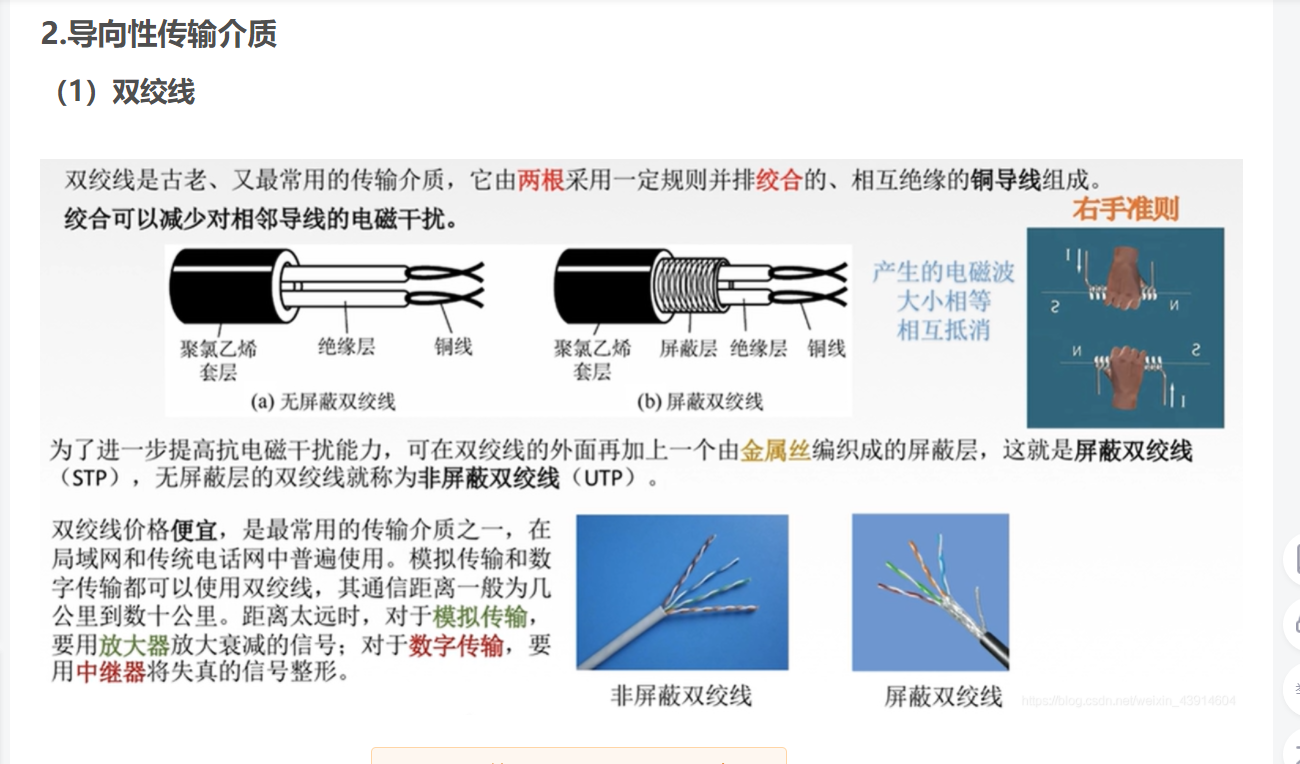 2.导向性传输介质
（1）双绞线
双绞线是古老、又最常用的传输介质，它由两根采用一定规则并排绞合的、相互绝缘的铜导线组成。
绞合可以减少对相邻导线的电磁干扰。
右手准则
产生的电磁波
大小相等
相互抵消
I
S
N
N
S
I
聚氯乙烯
套层
绝缘层
铜线
(a) 无屏蔽双绞线
聚氯乙烯
套层
屏蔽层
绝缘层
铜线
(b) 屏蔽双绞线
为了进一步提高抗电磁干扰能力，可在双绞线的外面再加上一个由金属丝编织成的屏蔽层，这就是屏蔽双绞线
（STP），无屏蔽层的双绞线就称为非屏蔽双绞线（UTP）。
双绞线价格便宜，是最常用的传输介质之一，在
局域网和传统电话网中普遍使用。模拟传输和数
字传输都可以使用双绞线，其通信距离一般为几
公里到数十公里。距离太远时，对于模拟传输，
要用放大器放大衰减的信号；对于数字传输，要
用中继器将失真的信号整形。
非屏蔽双绞线
屏蔽双绞线
https://blog.csdn.net/weixin_43914604